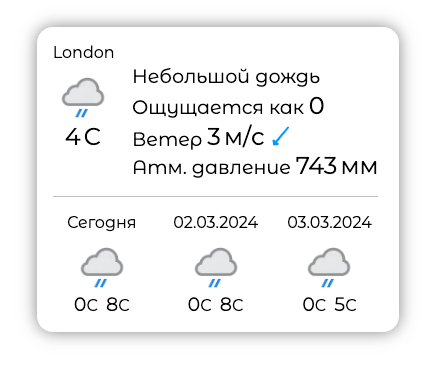 London
4 C
Небольшой дождь
Ощущается как 0
Ветер 3 м/с
Атм. давление 743 мм
Сегодня 02.03.2024 03.03.2024
0C 8C 0C 8C 0C 5C